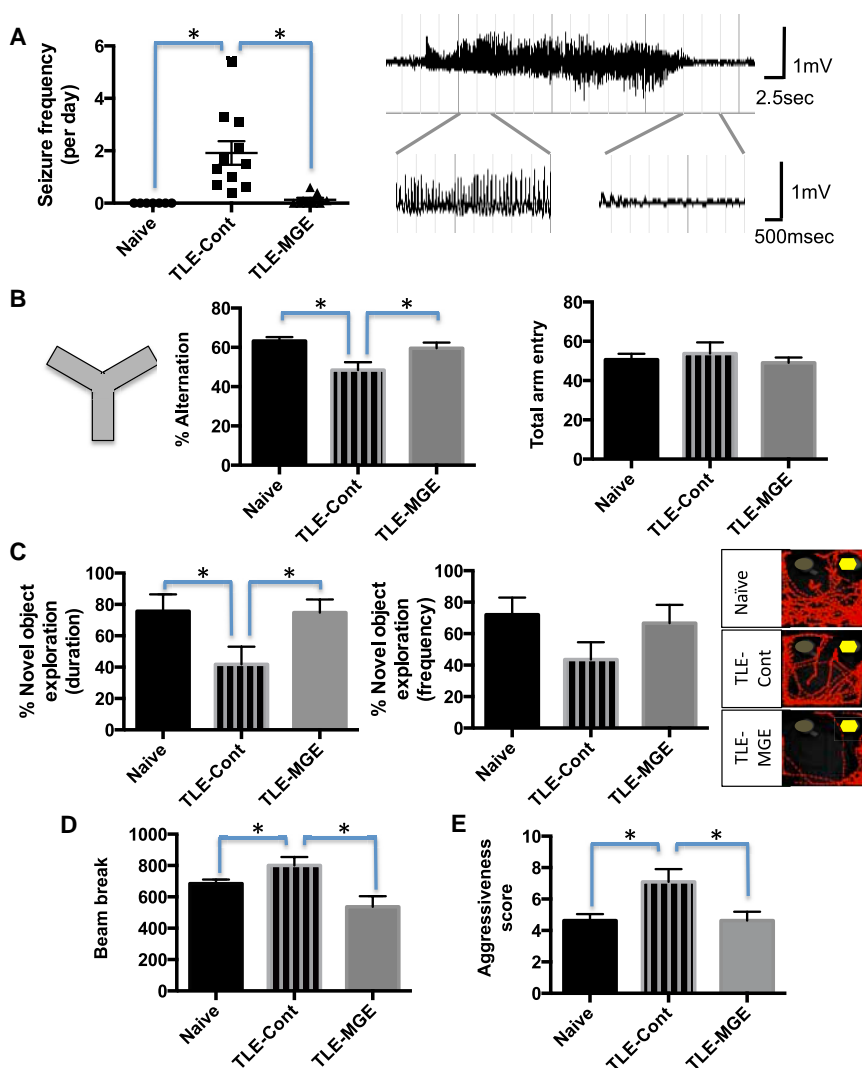 A
Seizure frequency
(per day)
6
4
2
0
*
*
Naive
TLE-Cont
TLE-MGE
1mV
2.5sec
1mV
500msec
B
% Alternation
80
60
40
20
0
*
*
Naive
TLE-Cont
TLE-MGE
Total arm entry
80
60
40
20
0
Naive
TLE-Cont
TLE-MGE
C
% Novel object
exploration
(duration)
100
80
60
40
20
0
*
*
Naive
TLE-Cont
TLE-MGE
% Novel object
exploration
(frequency)
100
80
60
40
20
0
Naive
TLE-Cont
TLE-MGE
Naïve
TLE-
Cont
TLE-
MGE
D
Beam break
1000
800
600
400
200
0
*
*
Naive
TLE-Cont
TLE-MGE
E
Aggressiveness
score
10
8
6
4
2
0
*
*
Naive
TLE-Cont
TLE-MGE